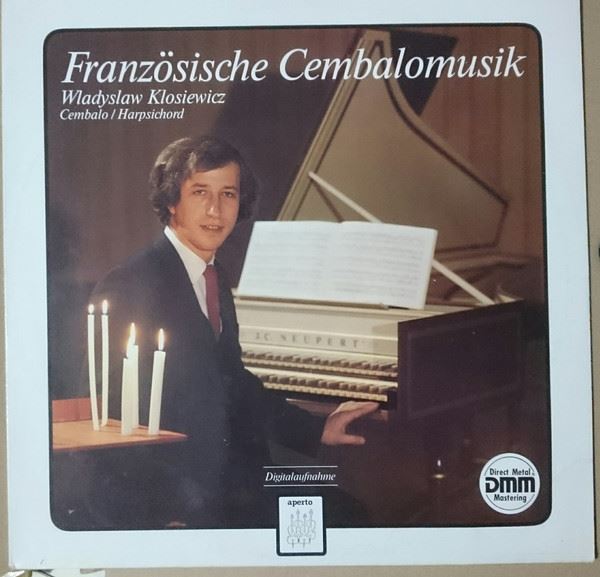 Französische Cembalomusik
Wladyslaw Klosiewicz
Cembalo / Harpsichord
J.C. NEUPERT
Digitalaufnahme
aperto
Direct Metal
DMM
Mastering